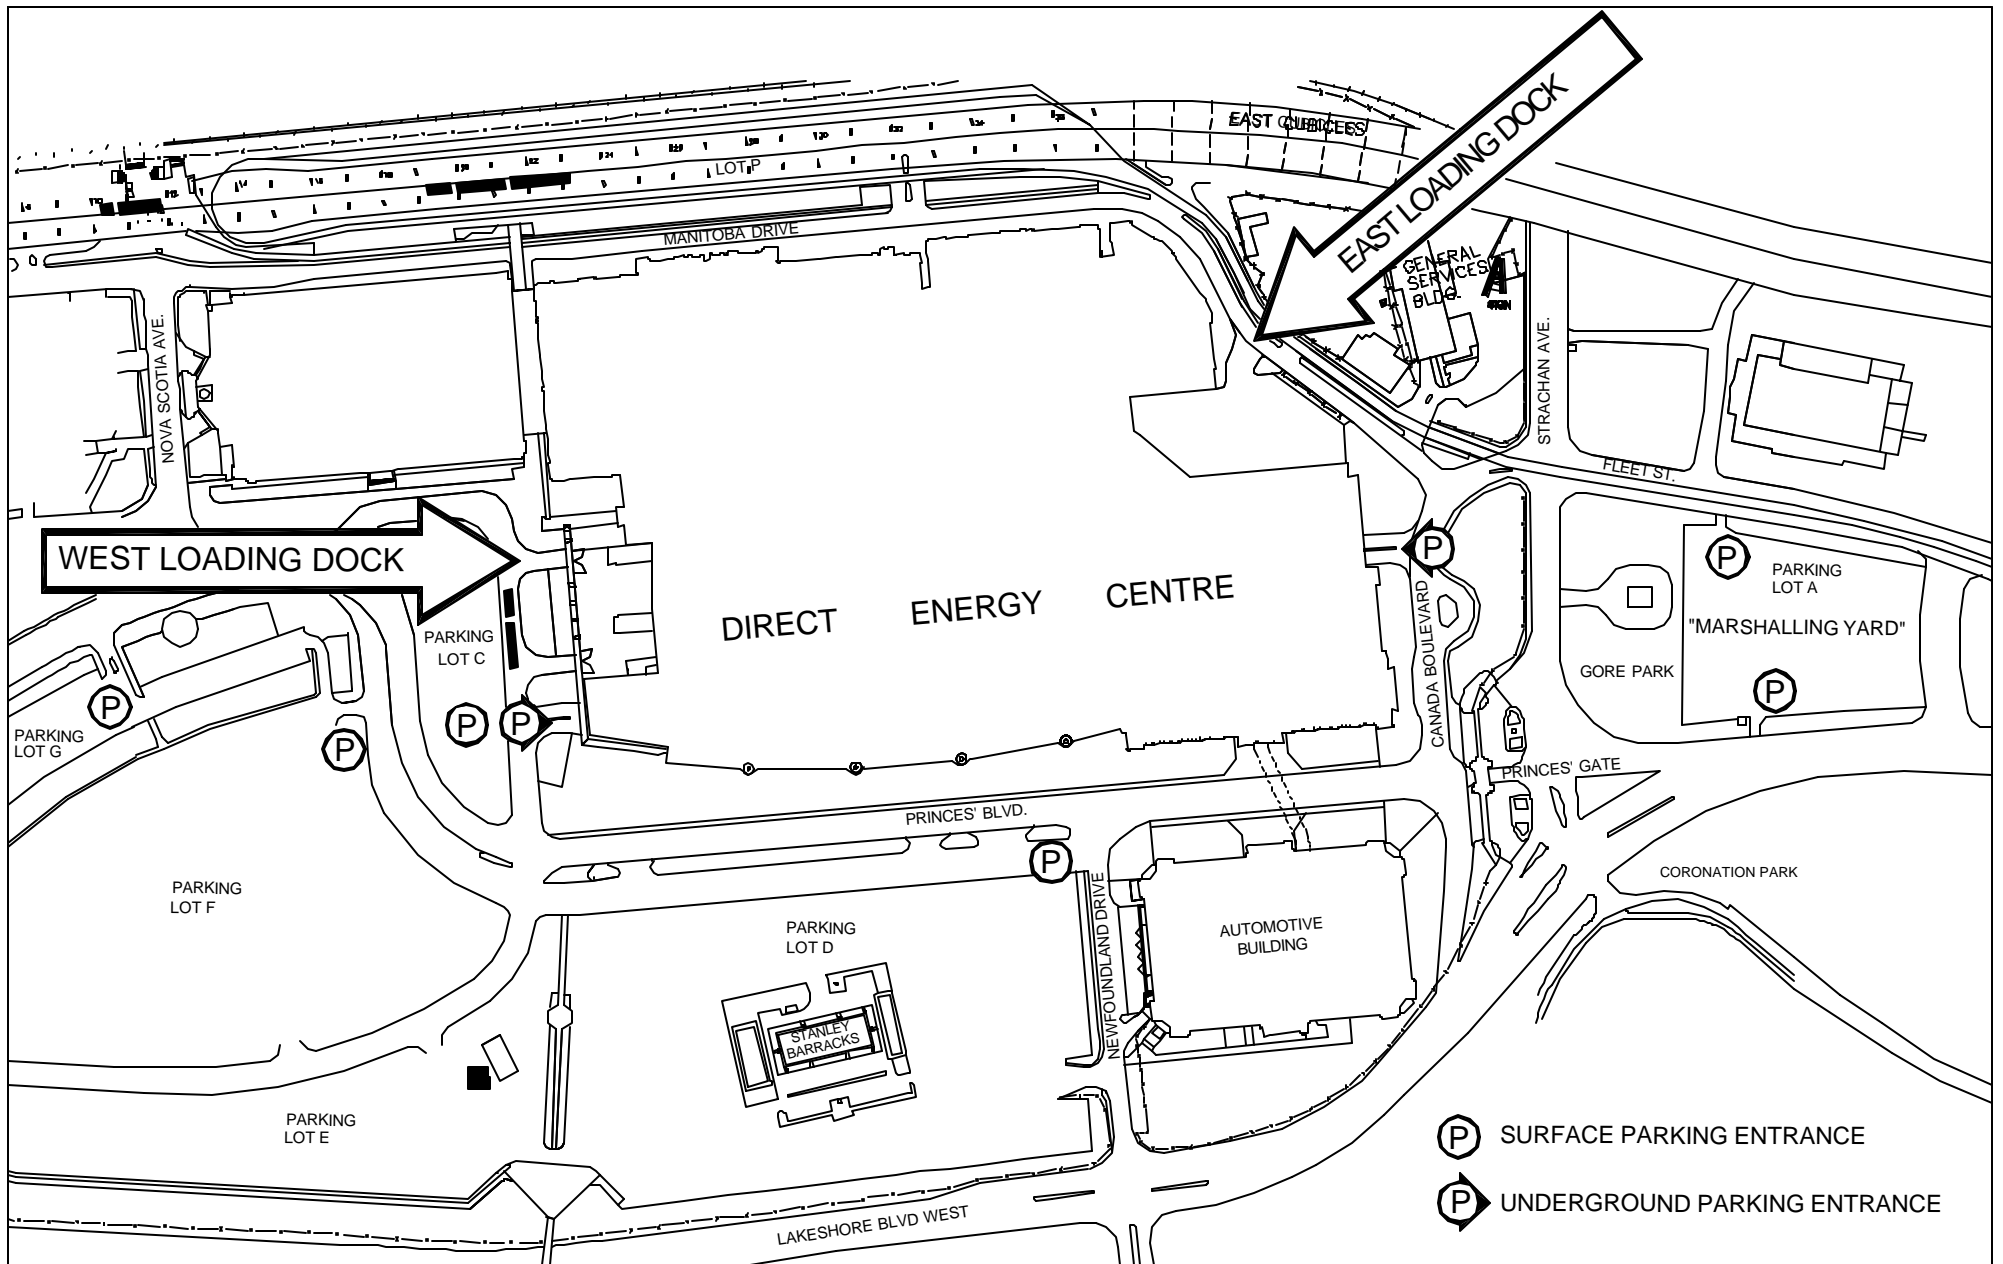 EAST CUBICLES
EAST LOADING DOCK
LOT P
MANITOBA DRIVE
GENERAL
SERVICES
BLDG.
NOVA SCOTIA AVE.
STRACHAN AVE.
FLEET ST.
WEST LOADING DOCK
P
P
PARKING
LOT A
DIRECT ENERGY CENTRE
CANADA BOULEVARD
"MARSHALLING YARD"
PARKING
LOT C
GORE PARK
P
P
P
P
P
PARKING
LOT G
PRINCES' GATE
PRINCES' BLVD.
P
CORONATION PARK
PARKING
LOT F
NEWFOUNDLAND DRIVE
PARKING
LOT D
AUTOMOTIVE
BUILDING
STANLEY
BARRACKS
PARKING
LOT E
P SURFACE PARKING ENTRANCE
P UNDERGROUND PARKING ENTRANCE
LAKESHORE BLVD WEST